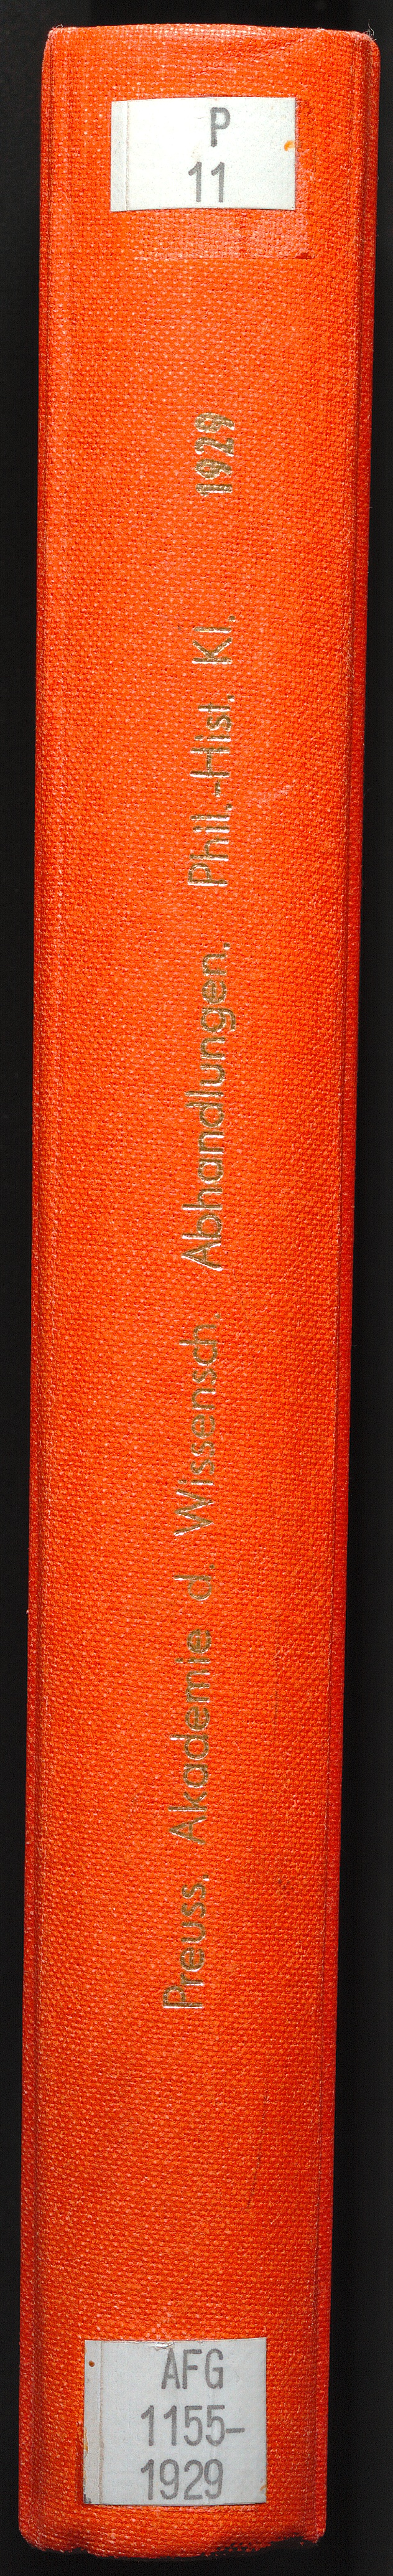 P
11
Preuss. Akademie d. Wissensch. Abhandlungen. Phil.-Hist. Kl. 1929
AFG
1155-
1929